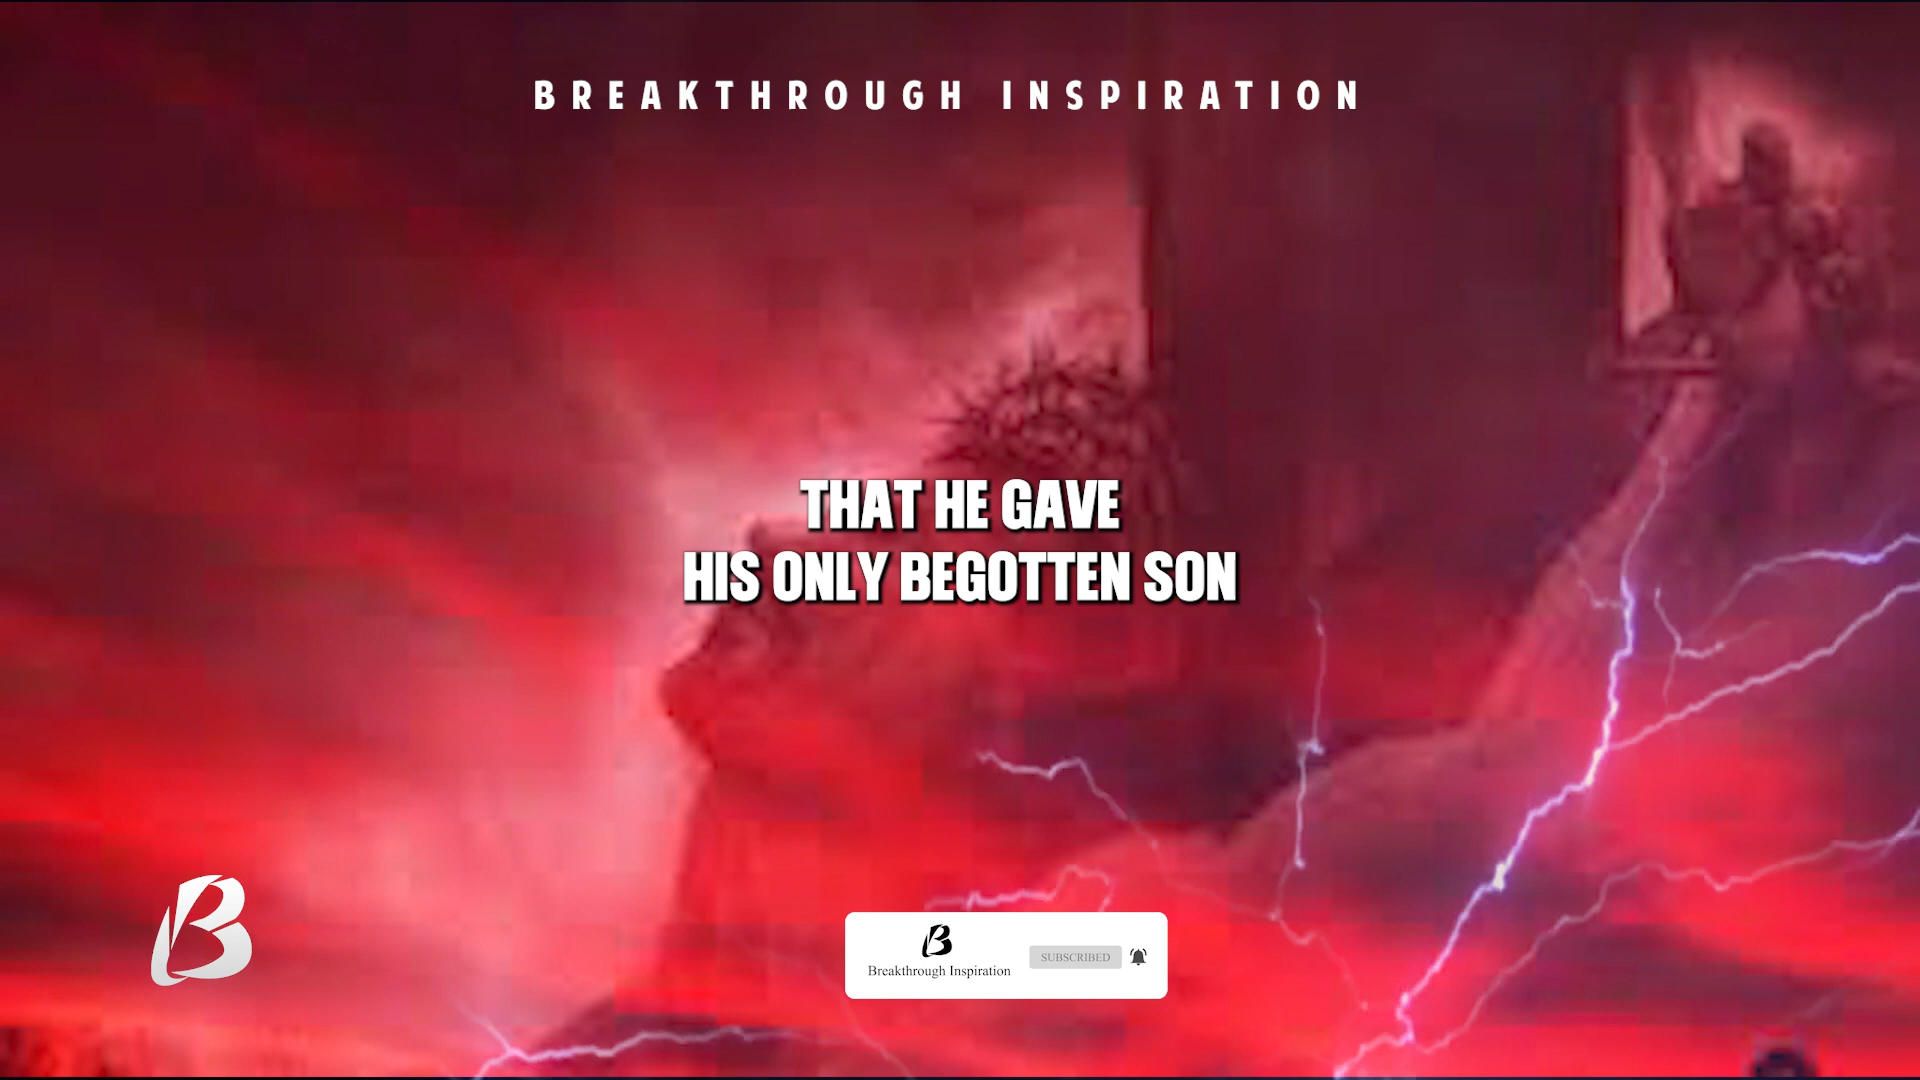 BREAKTHROUGH INSPIRATION
THAT HE GAVE
HIS ONLY BEGOTTEN SON
B
B
Breakthrough Inspiration
SUBSCRIBED